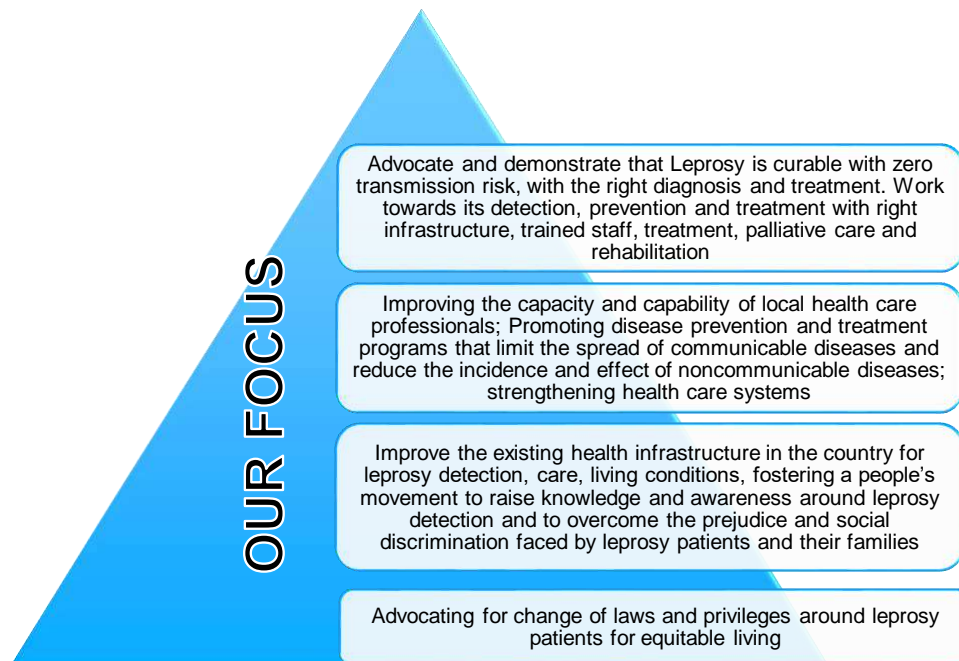 OUR FOCUS
Advocate and demonstrate that Leprosy is curable with zero
transmission risk, with the right diagnosis and treatment. Work
towards its detection, prevention and treatment with right
infrastructure, trained staff, treatment, palliative care and
rehabilitation
Improving the capacity and capability of local health care
professionals; Promoting disease prevention and treatment
programs that limit the spread of communicable diseases and
reduce the incidence and effect of noncommunicable diseases;
strengthening health care systems
Improve the existing health infrastructure in the country for
leprosy detection, care, living conditions, fostering a people's
movement to raise knowledge and awareness around leprosy
detection and to overcome the prejudice and social
discrimination faced by leprosy patients and their families
Advocating for change of laws and privileges around leprosy
patients for equitable living